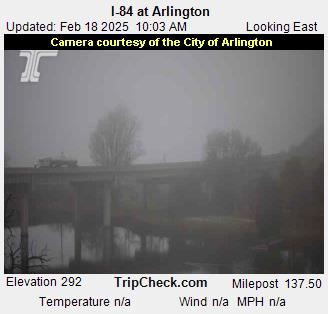 I-84 at Arlington
Updated: Feb 18 2025 10:03 AM Looking East
Camera courtesy of the City of Arlington
Elevation 292 TripCheck.com Milepost 137.50
Temperature n/a Wind n/a MPH n/a